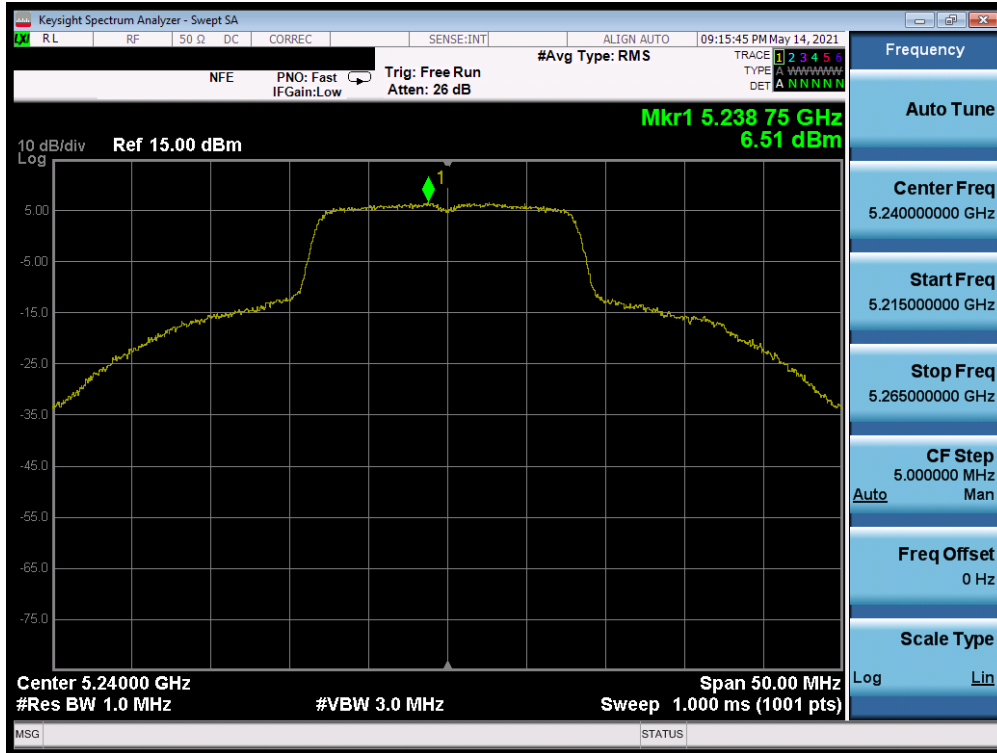 Keysight Spectrum Analyzer - Swept SA
LXI RL RF 50 Ω DC CORREC SENSE:INT ALIGN AUTO 09:15:45 PM May 14, 2021
NFE PNO: Fast Trig: Free Run #Avg Type: RMS TRACE 1 2 3 4 5 6
IFGain:Low Atten: 26 dB TYPE A WWWWW
DET A N N N N N
Mkr1 5.238 75 GHz
6.51 dBm
10 dB/div Ref 15.00 dBm
Log
1
5.00
-5.00
-15.0
-25.0
-35.0
-45.0
-55.0
-65.0
-75.0
Center 5.24000 GHz Span 50.00 MHz
#Res BW 1.0 MHz #VBW 3.0 MHz Sweep 1.000 ms (1001 pts)
MSG STATUS
Frequency
Auto Tune
Center Freq
5.240000000 GHz
Start Freq
5.215000000 GHz
Stop Freq
5.265000000 GHz
CF Step
5.000000 MHz
Auto Man
Freq Offset
0 Hz
Scale Type
Log Lin